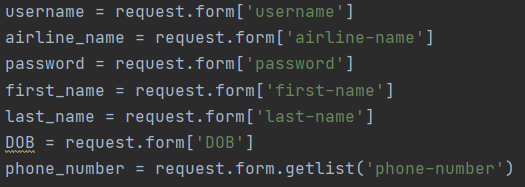 username = request.form['username']
airline_name = request.form['airline-name']
password = request.form['password']
first_name = request.form['first-name']
last_name = request.form['last-name']
DOB = request.form['DOB']
phone_number = request.form.getlist('phone-number')